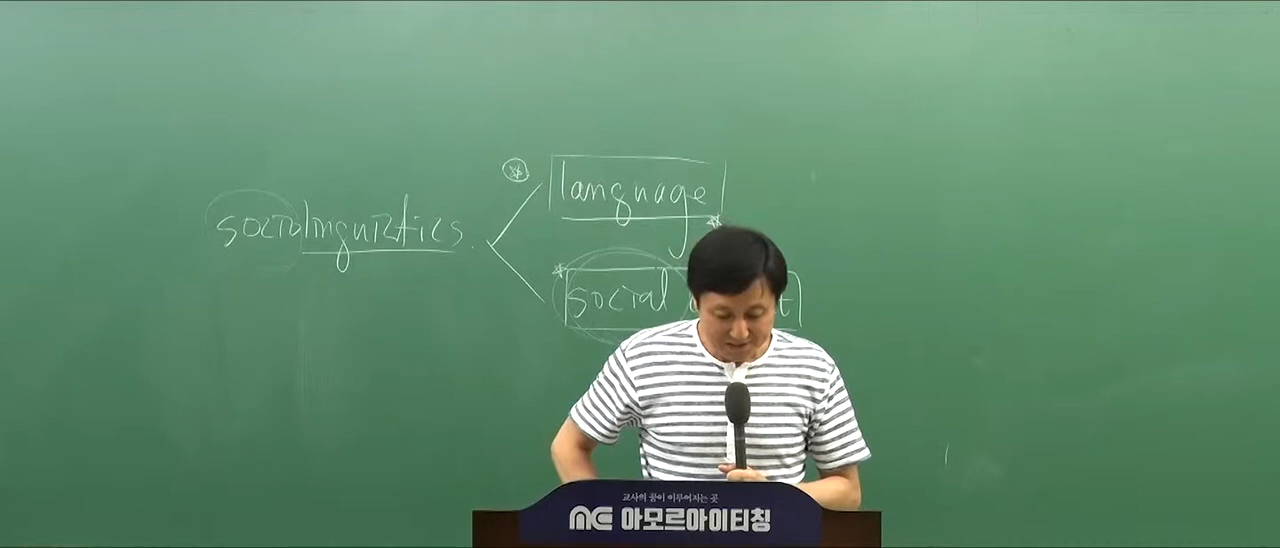 sociolinguistics
language
social
교사의 꿈이 이루어지는 곳
아모르아이티칭